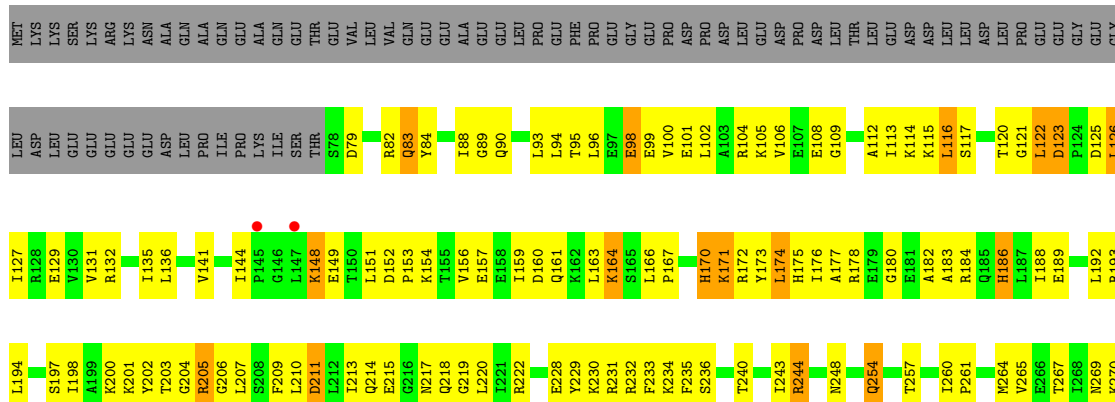 MET LYS LYS SER LYS ARG LYS ASN ALA GLN ALA GLN GLN GLU THR GLU VAL LEU VAL GLN GLU GLU ALA GLU GLU LEU PRO GLU PHE PRO GLU GLY GLU PRO ASP PRO ASP LEU GLU ASP PRO ASP LEU THR LEU GLU ASP ASP LEU LEU ASP LEU PRO GLU GLU GLY GLU GLY
LEU ASP GLU GLU GLU GLU GLU ASP LEU PRO ILE PRO LYS ILE SER THR S78 D79 R82 Q83 Y84 I88 G89 Q90 L93 L94 T95 L96 E97 E98 E99 V100 E101 L102 A103 R104 K105 V106 E107 E108 G109 A112 I113 K114 K115 L116 S117 T120 G121 L122 D123 P124 D125 L126
I127 R128 E129 V130 V131 R132 I135 L136 V141 I144 P145 G146 L147 K148 E149 T150 L151 D152 P153 K154 T155 V156 E157 E158 I159 D160 Q161 K162 L163 K164 S165 L166 P167 H170 K171 R172 Y173 L174 H175 I176 A177 R178 E179 G180 E181 A182 A183 R184 Q185 H186 L187 I188 E189 L192 R193
L194 S197 I198 A199 K200 K201 Y202 T203 G204 R205 G206 L207 S208 F209 L210 D211 L212 I213 Q214 E215 G216 N217 Q218 G219 L220 I221 R222 E228 Y229 K230 R231 R232 F233 K234 F235 S236 T240 I243 R244 N248 Q254 T257 I260 P261 M264 V265 E266 T267 I268 N269 K270